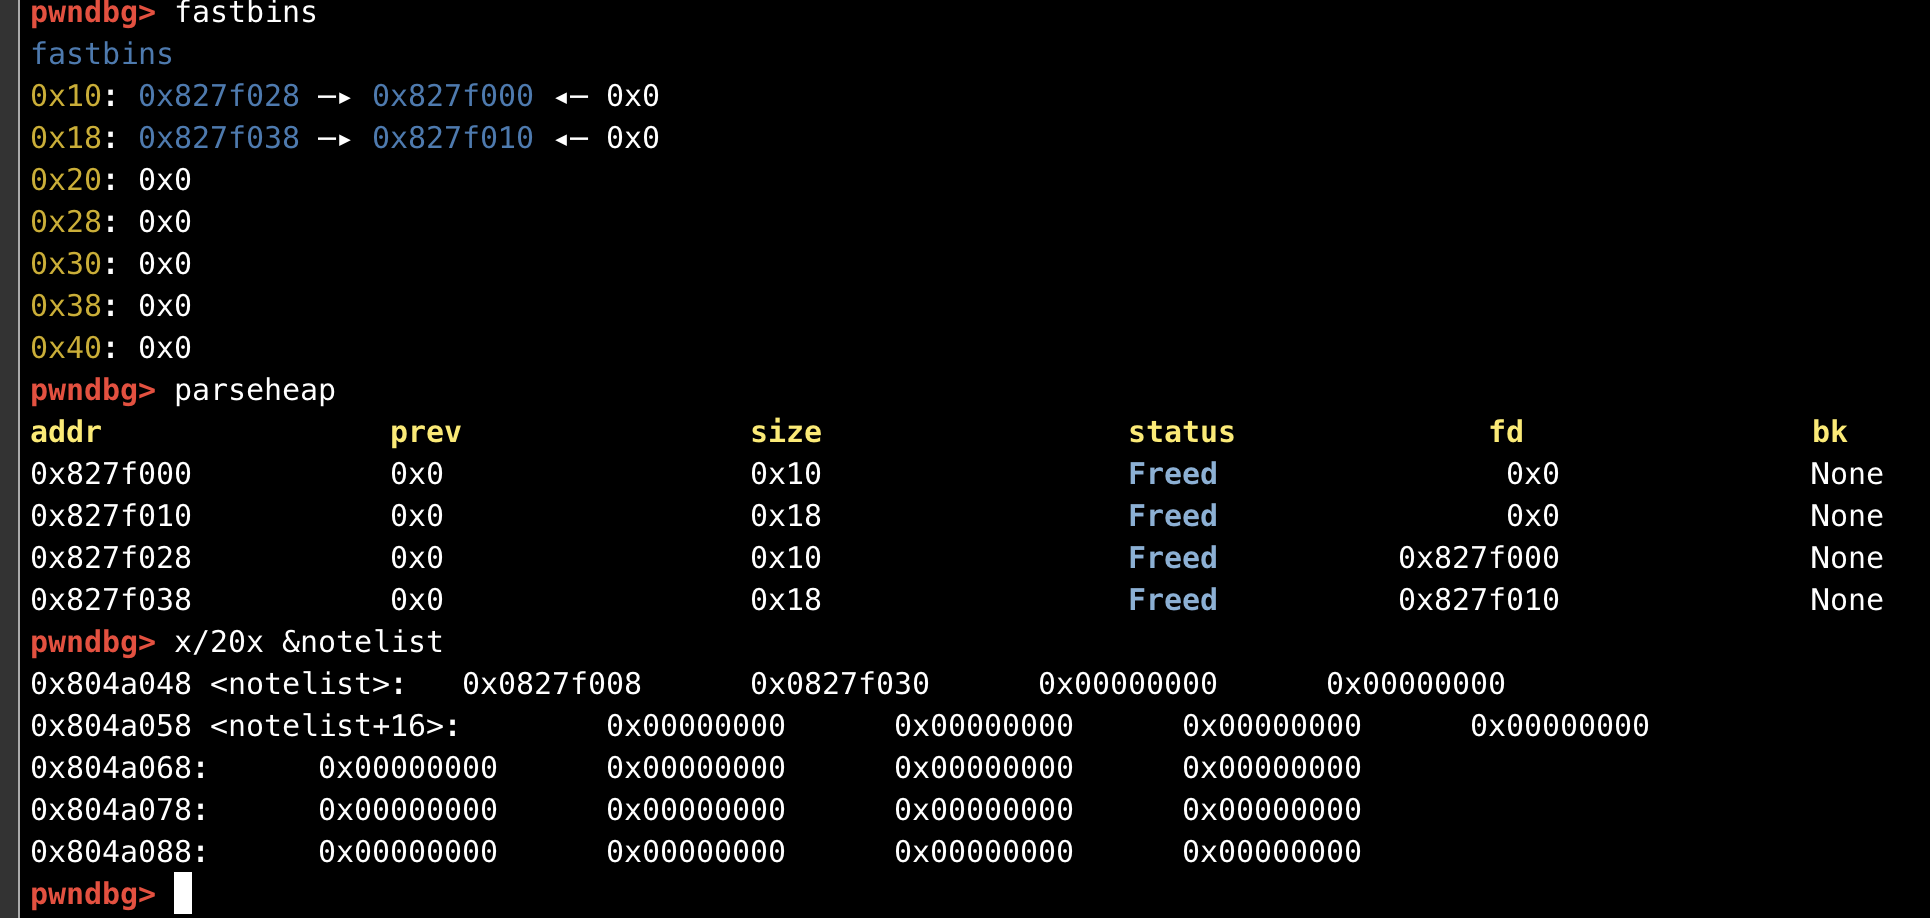 pwndbg> fastbins
fastbins
0x10: 0x827f028 —▸ 0x827f000 ◂— 0x0
0x18: 0x827f038 —▸ 0x827f010 ◂— 0x0
0x20: 0x0
0x28: 0x0
0x30: 0x0
0x38: 0x0
0x40: 0x0
pwndbg> parseheap
addr prev size status fd bk
0x827f000 0x0 0x10 Freed 0x0 None
0x827f010 0x0 0x18 Freed 0x0 None
0x827f028 0x0 0x10 Freed 0x827f000 None
0x827f038 0x0 0x18 Freed 0x827f010 None
pwndbg> x/20x &notelist
0x804a048 <notelist>: 0x0827f008 0x0827f030 0x00000000 0x00000000
0x804a058 <notelist+16>: 0x00000000 0x00000000 0x00000000 0x00000000
0x804a068: 0x00000000 0x00000000 0x00000000 0x00000000
0x804a078: 0x00000000 0x00000000 0x00000000 0x00000000
0x804a088: 0x00000000 0x00000000 0x00000000 0x00000000
pwndbg>